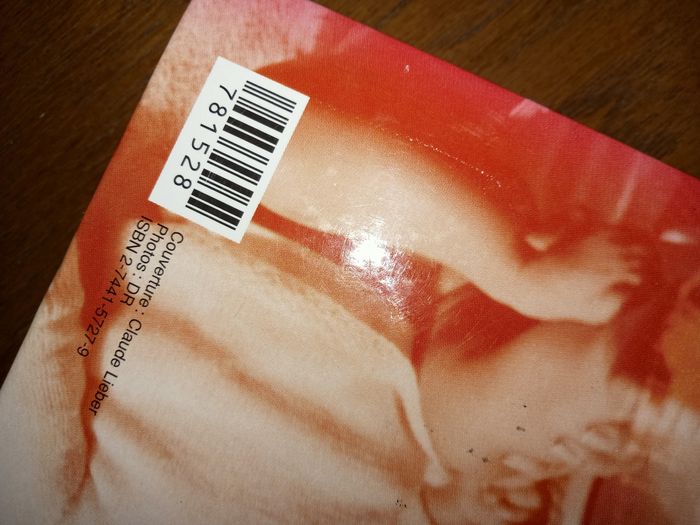 781528
Couverture : Claude Lieber
Photos : DR
ISBN 2-7441-5727-9